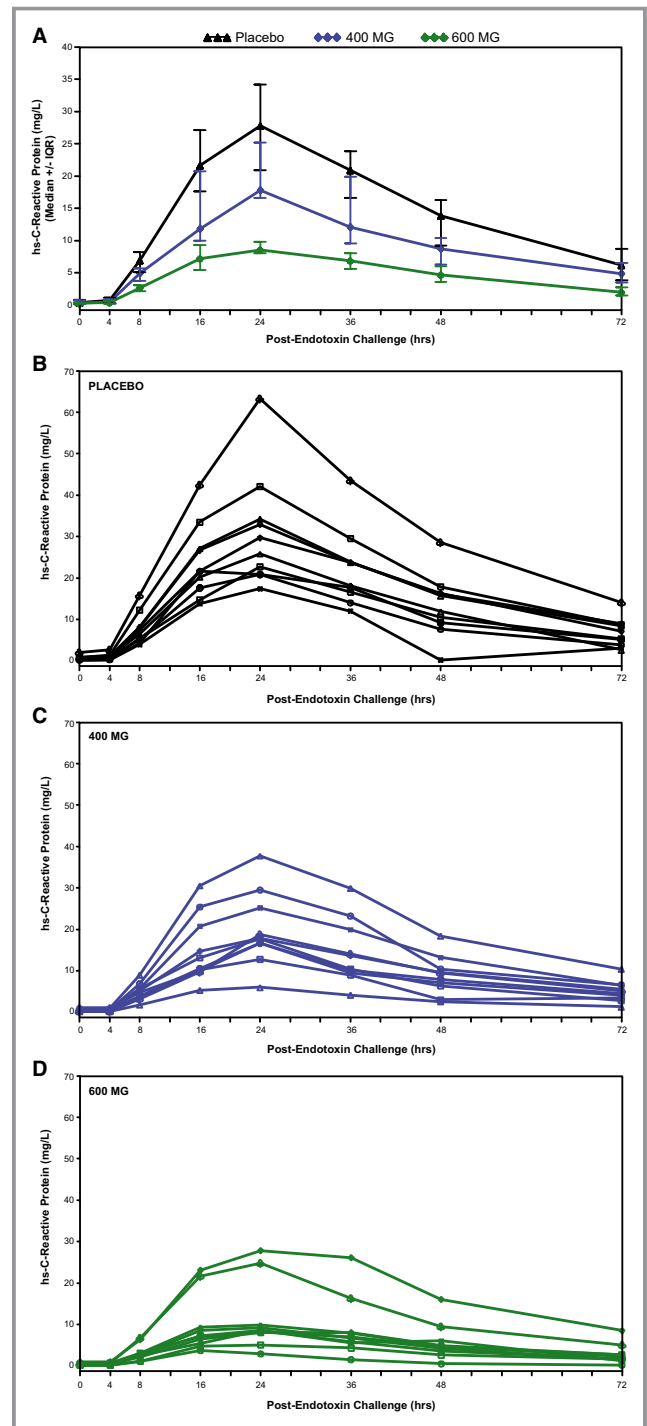 A
Placebo 400 MG 600 MG
hs-C-Reactive Protein (mg/L)
(Median +/- IQR)
40
35
30
25
20
15
10
5
0
0 4 8 16 24 36 48 72
Post-Endotoxin Challenge (hrs)
B
PLACEBO
hs-C-Reactive Protein (mg/L)
70
60
50
40
30
20
10
0
0 4 8 16 24 36 48 72
Post-Endotoxin Challenge (hrs)
C
400 MG
hs-C-Reactive Protein (mg/L)
70
60
50
40
30
20
10
0
0 4 8 16 24 36 48 72
Post-Endotoxin Challenge (hrs)
D
600 MG
hs-C-Reactive Protein (mg/L)
70
60
50
40
30
20
10
0
0 4 8 16 24 36 48 72
Post-Endotoxin Challenge (hrs)